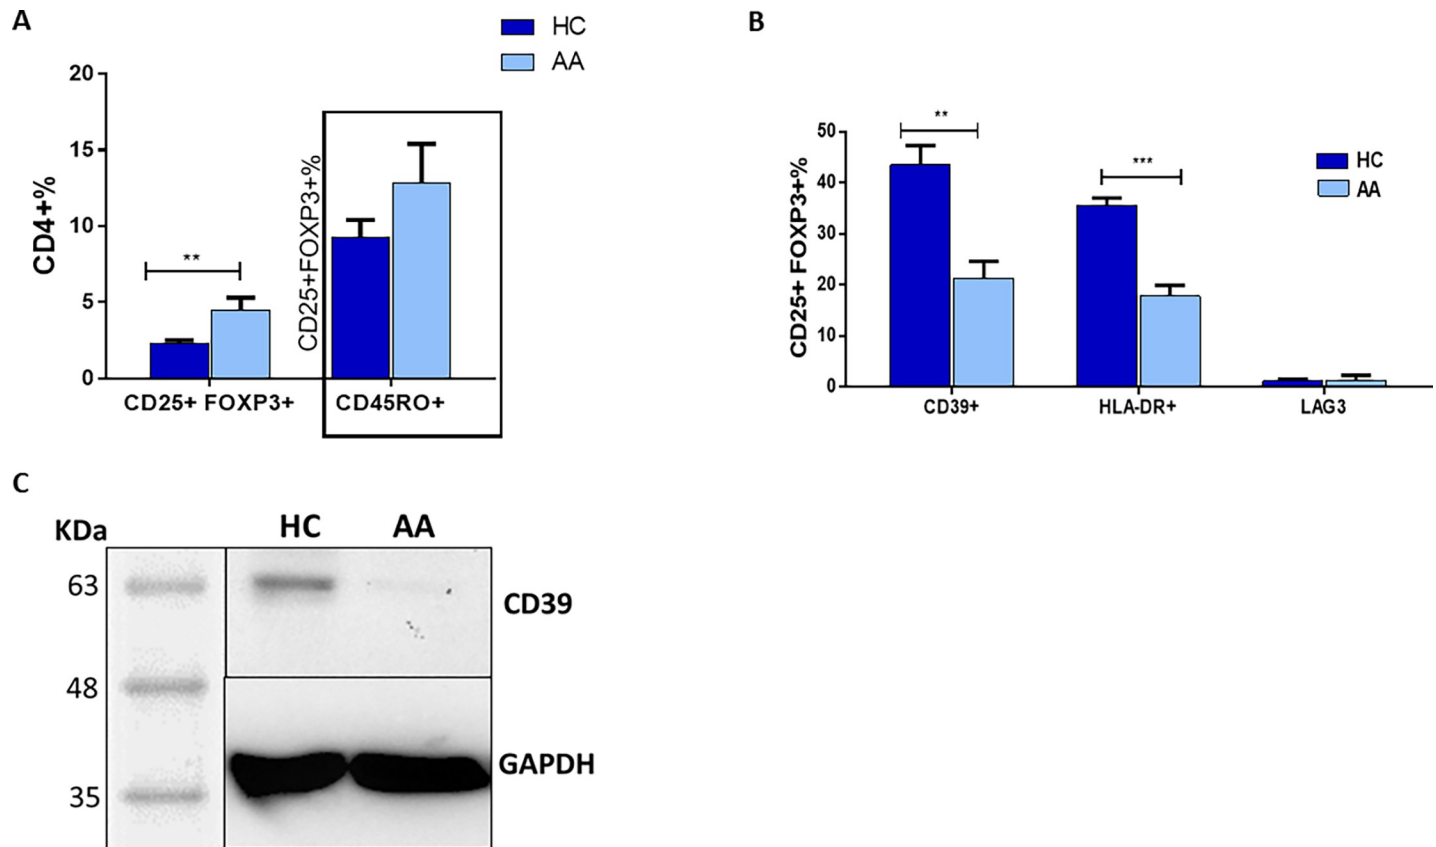 A
HC
AA
CD4+%
20
15
10
5
0
**
CD25+ FOXP3+
CD25+FOXP3+%
CD45RO+
B
HC
AA
CD25+ FOXP3+%
50
40
30
20
10
0
**
***
CD39+
HLA-DR+
LAG3
C
KDa
HC
AA
63
CD39
48
GAPDH
35